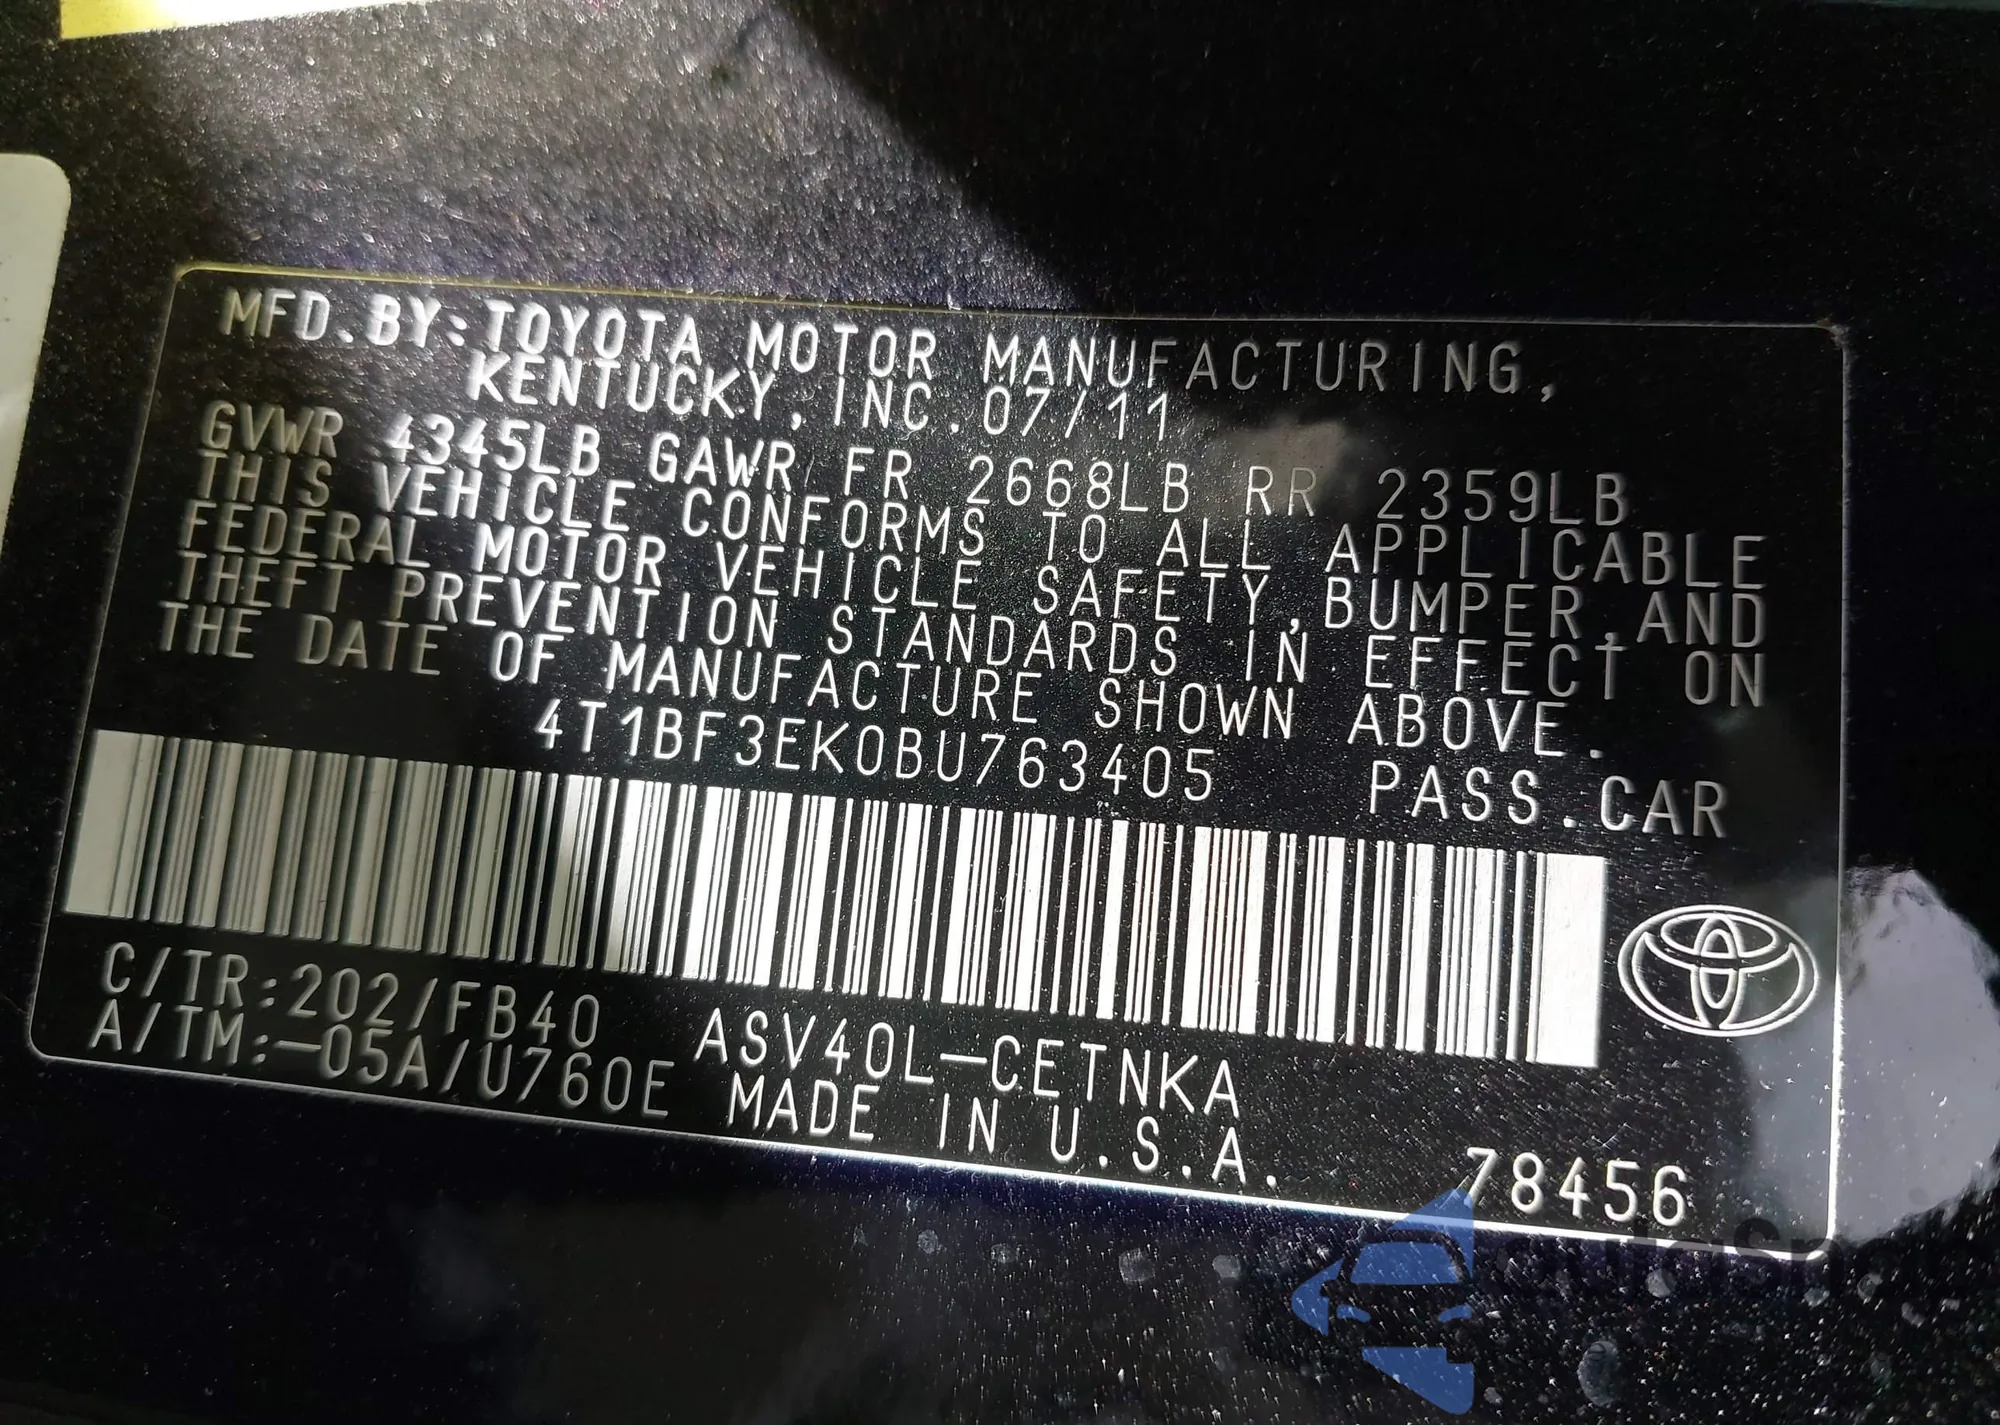 MFD.BY:TOYOTA MOTOR MANUFACTURING,
KENTUCKY, INC.07/11
GVWR 4345LB GAWR FR 2668LB RR 2359LB
THIS VEHICLE CONFORMS TO ALL APPLICABLE
FEDERAL MOTOR VEHICLE SAFETY,BUMPER,AND
THEFT PREVENTION STANDARDS IN EFFECT ON
THE DATE OF MANUFACTURE SHOWN ABOVE.
4T1BF3EK0BU763405 PASS.CAR
C/TR:202/FB40 ASV40L-CETNKA
A/TM:-05A/U760E MADE IN U.S.A.
78456